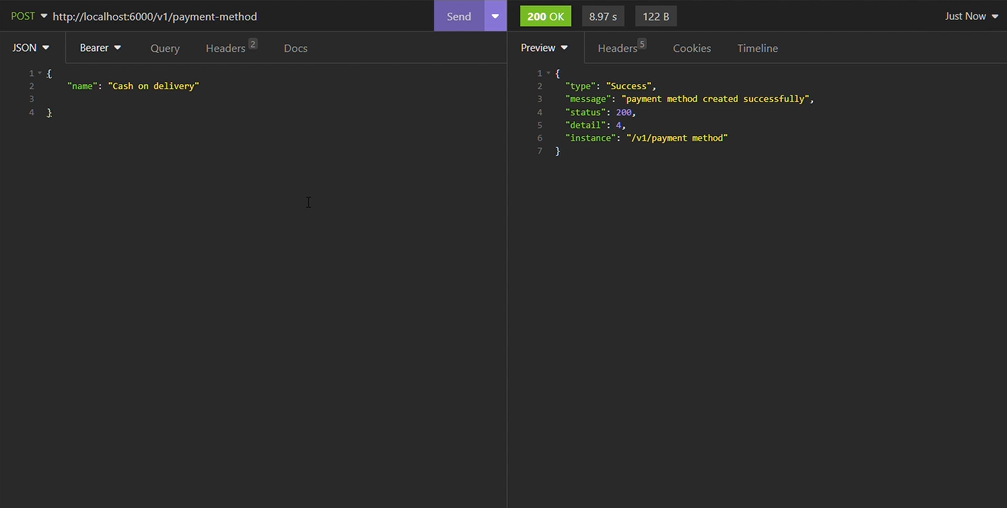 POST http://localhost:6000/v1/payment-method Send 200 OK 8.97 s 122 B Just Now
JSON Bearer Query Headers 2 Docs Preview Headers 5 Cookies Timeline
1 {
2 "name": "Cash on delivery"
3
4 }
1 {
2 "type": "Success",
3 "message": "payment method created successfully",
4 "status": 200,
5 "detail": 4,
6 "instance": "/v1/payment method"
7 }